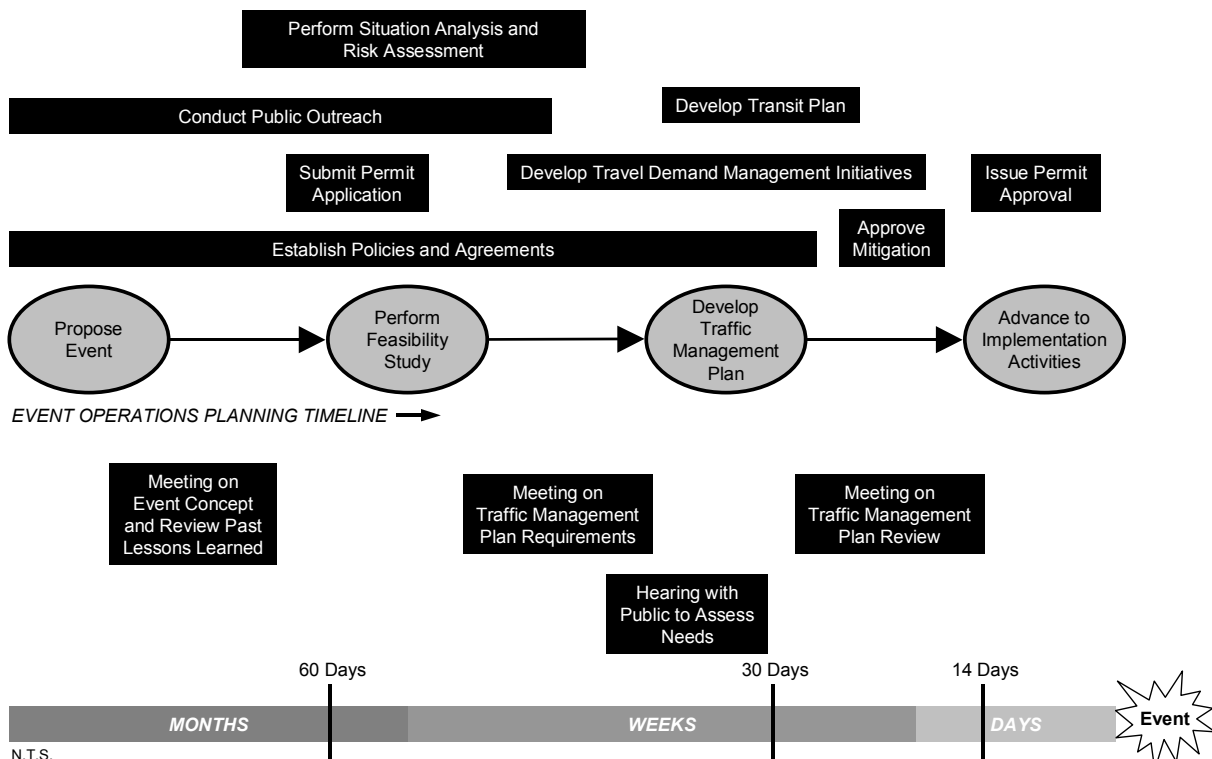 Perform Situation Analysis and
Risk Assessment
Conduct Public Outreach
Develop Transit Plan
Submit Permit
Application
Develop Travel Demand Management Initiatives
Issue Permit
Approval
Establish Policies and Agreements
Approve
Mitigation
Propose
Event
Perform
Feasibility
Study
Develop
Traffic
Management
Plan
Advance to
Implementation
Activities
EVENT OPERATIONS PLANNING TIMELINE
Meeting on
Event Concept
and Review Past
Lessons Learned
Meeting on
Traffic Management
Plan Requirements
Meeting on
Traffic Management
Plan Review
Hearing with
Public to Assess
Needs
60 Days
30 Days
14 Days
MONTHS
WEEKS
DAYS
Event
N.T.S.